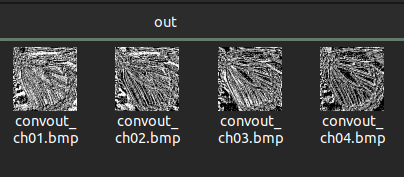 out
convout_
ch01.bmp
convout_
ch02.bmp
convout_
ch03.bmp
convout_
ch04.bmp